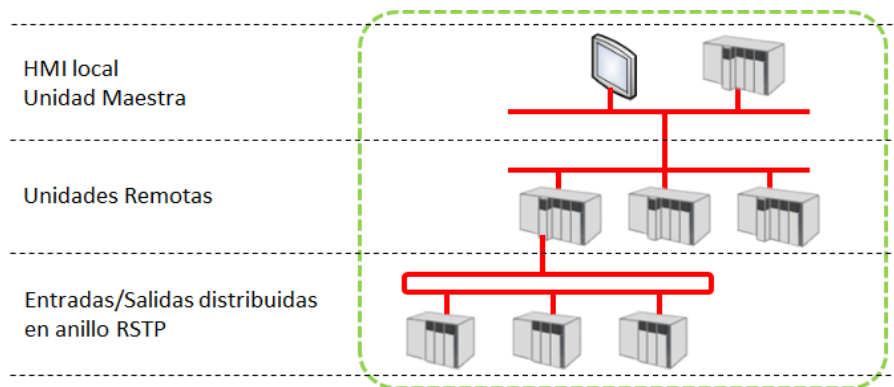 HMI local
Unidad Maestra
Unidades Remotas
Entradas/Salidas distribuidas
en anillo RSTP